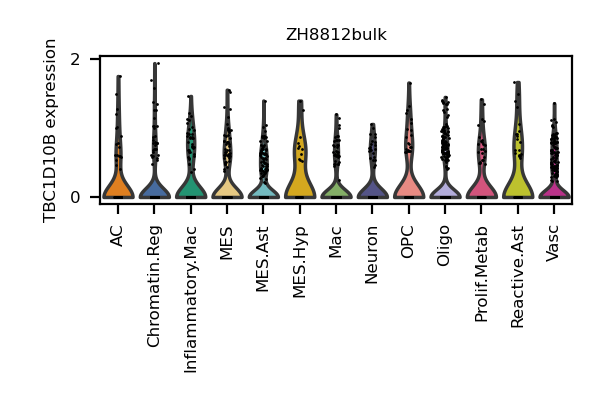 ZH8812bulk
TBC1D10B expression
2
0
AC
Chromatin.Reg
Inflammatory.Mac
MES
MES.Ast
MES.Hyp
Mac
Neuron
OPC
Oligo
Prolif.Metab
Reactive.Ast
Vasc